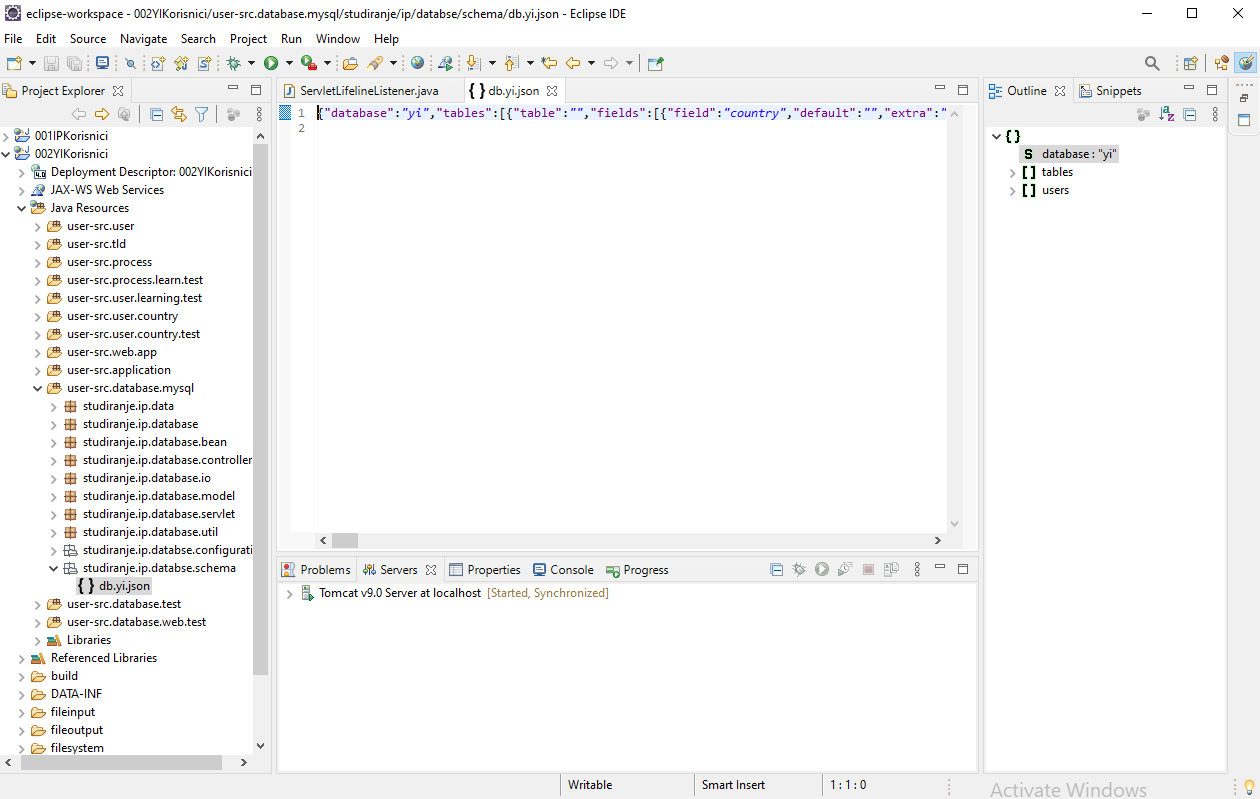 eclipse-workspace - 002YIKorisnici/user-src.database.mysql/studiranje/ip/databse/schema/db.yi.json - Eclipse IDE
File Edit Source Navigate Search Project Run Window Help
Project Explorer
001IPKorisnici
002YIKorisnici
Deployment Descriptor: 002YIKorisnici
JAX-WS Web Services
Java Resources
user-src.user
user-src.tld
user-src.process
user-src.process.learn.test
user-src.user.learning.test
user-src.user.country
user-src.user.country.test
user-src.web.app
user-src.application
user-src.database.mysql
studiranje.ip.data
studiranje.ip.database
studiranje.ip.database.bean
studiranje.ip.database.controller
studiranje.ip.database.io
studiranje.ip.database.model
studiranje.ip.database.servlet
studiranje.ip.database.util
studiranje.ip.databse.configurati
studiranje.ip.databse.schema
{ } db.yi.json
user-src.database.test
user-src.database.web.test
Libraries
Referenced Libraries
build
DATA-INF
fileinput
fileoutput
filesystem
ServletLifelineListener.java { } db.yi.json
1 {"database":"yi","tables":[{"table":"","fields":[{"field":"country","default":"","extra":"
2
Problems Servers Properties Console Progress
Tomcat v9.0 Server at localhost [Started, Synchronized]
Outline Snippets
{ }
S database : "yi"
[ ] tables
[ ] users
Writable Smart Insert 1 : 1 : 0
Activate Windows